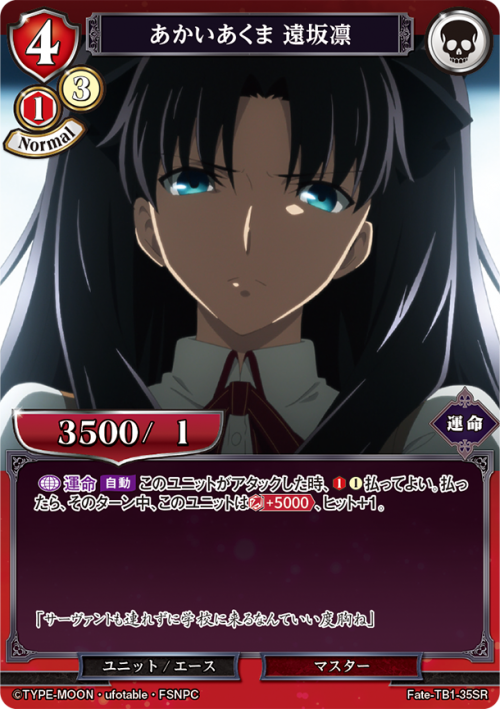 4
あかいあくま 遠坂凛
1
3
Normal
3500/ 1
運命
運命 自動 このユニットがアタックした時、1 1払ってよい。払っ
たら、そのターン中、このユニットは+5000、ヒット+1。
「サーヴァントも連れずに学校に来るなんていい度胸ね」
ユニット/エース
マスター
©TYPE-MOON・ufotable・FSNPC
Fate-TB1-35SR